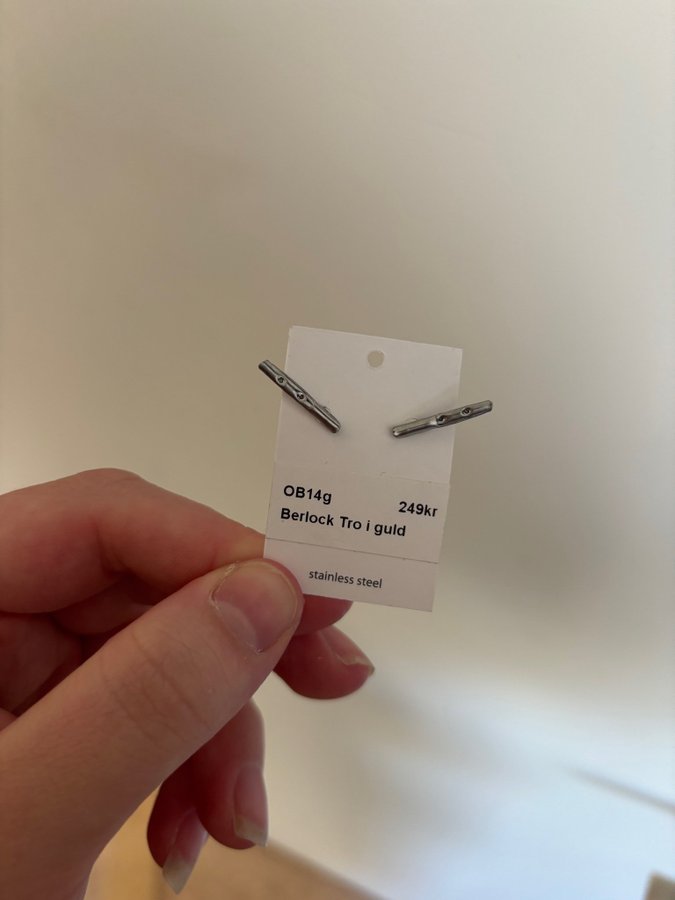 OB14g 249kr
Berlock Tro i guld
stainless steel